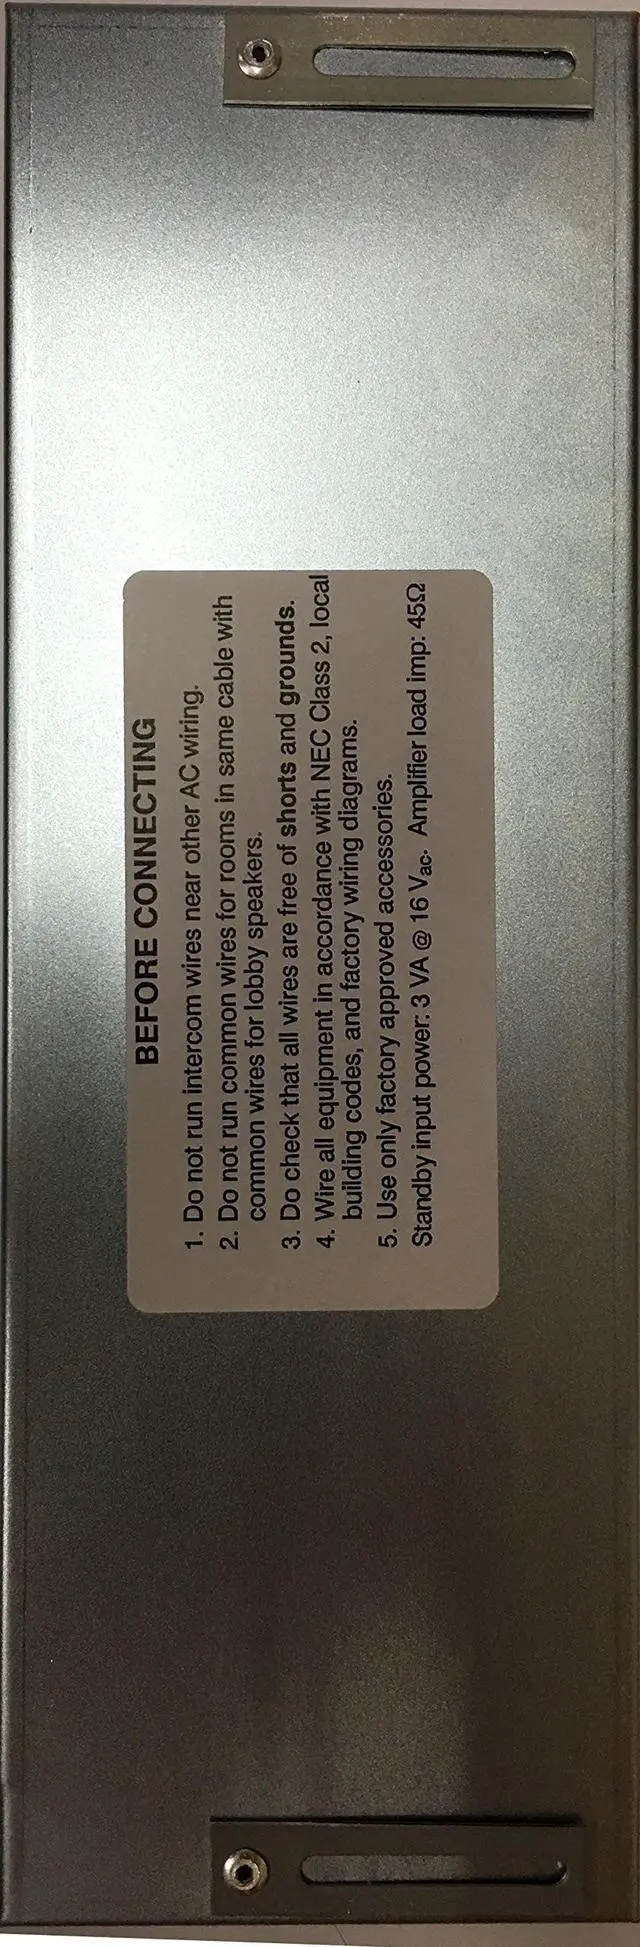 BEFORE CONNECTING
1. Do not run intercom wires near other AC wiring.
2. Do not run common wires for rooms in same cable with
common wires for lobby speakers.
3. Do check that all wires are free of shorts and grounds.
4. Wire all equipment in accordance with NEC Class 2, local
building codes, and factory wiring diagrams.
5. Use only factory approved accessories.
Standby input power: 3 VA @ 16 Vac. Amplifier load imp: 45Ω